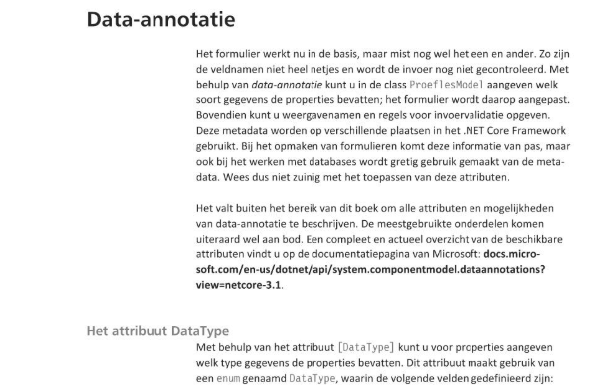 Data-annotatie
Het formulier werkt nu in de basis, maar mist nog wel het een en ander. Zo zijn
de veldnamen niet heel netjes en wordt de invoer nog niet gecontroleerd. Met
behulp van data-annotatie kunt u in de class ProeflesModel aangeven welk
soort gegevens de properties bevatten; het formulier wordt daarop aangepast.
Bovendien kunt u weergavenamen en regels voor invoervalidatie opgeven.
Deze metadata worden op verschillende plaatsen in het .NET Core Framework
gebruikt. Bij het opmaken van formulieren komt deze informatie van pas, maar
ook bij het werken met databases wordt gretig gebruik gemaakt van de meta-
data. Wees dus niet zuinig met het toepassen van deze attributen.
Het valt buiten het bereik van dit boek om alle attributen en mogelijkheden
van data-annotatie te beschrijven. De meestgebruikte onderdelen komen
uiteraard wel aan bod. Een compleet en actueel overzicht van de beschikbare
attributen vindt u op de documentatiepagina van Microsoft: docs.micro-
soft.com/en-us/dotnet/api/system.componentmodel.dataannotations?
view=netcore-3.1.
Het attribuut DataType
Met behulp van het attribuut [DataType] kunt u voor properties aangeven
welk type gegevens de properties bevatten. Dit attribuut maakt gebruik van
een enum genaamd DataType, waarin de volgende velden gedefinieerd zijn: